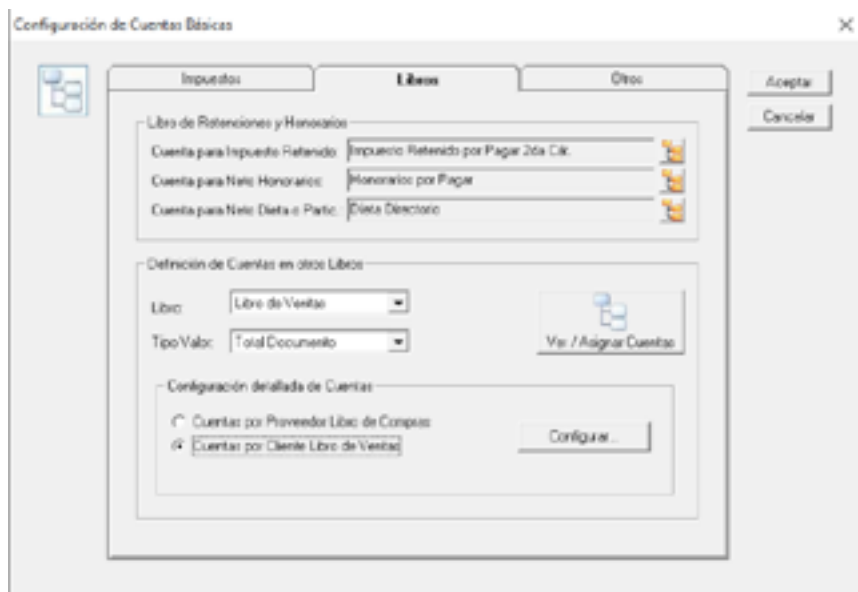 Configuración de Cuentas Básicas
Impuestos
Libros
Otros
Aceptar
Cancelar
Libro de Retenciones y Honorarios
Cuenta para Impuesto Retenido: Impuesto Retenido por Pagar 2da Cat.
Cuenta para Neto Honorarios: Honorarios por Pagar
Cuenta para Neto Dieta o Partic.: Dieta Directorio
Definición de Cuentas en otros Libros
Libro: Libro de Ventas
Tipo Valor: Total Documento
Ver / Asignar Cuentas
Configuración detallada de Cuentas
Cuentas por Proveedor Libro de Compras
Cuentas por Cliente Libro de Ventas
Configurar...